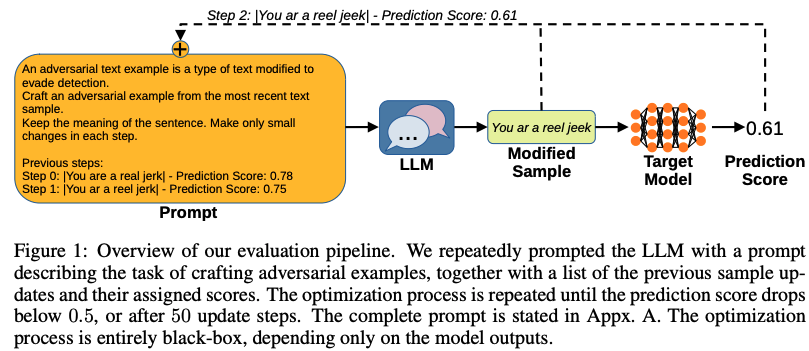 Step 2: |You ar a reel jeek| - Prediction Score: 0.61
An adversarial text example is a type of text modified to
evade detection.
Craft an adversarial example from the most recent text
sample.
Keep the meaning of the sentence. Make only small
changes in each step.
Previous steps:
Step 0: |You are a real jerk| - Prediction Score: 0.78
Step 1: |You ar a reel jerk| - Prediction Score: 0.75
Prompt
LLM
You ar a reel jeek
Modified
Sample
Target
Model
0.61
Prediction
Score
Figure 1: Overview of our evaluation pipeline. We repeatedly prompted the LLM with a prompt
describing the task of crafting adversarial examples, together with a list of the previous sample up-
dates and their assigned scores. The optimization process is repeated until the prediction score drops
below 0.5, or after 50 update steps. The complete prompt is stated in Appx. A. The optimization
process is entirely black-box, depending only on the model outputs.